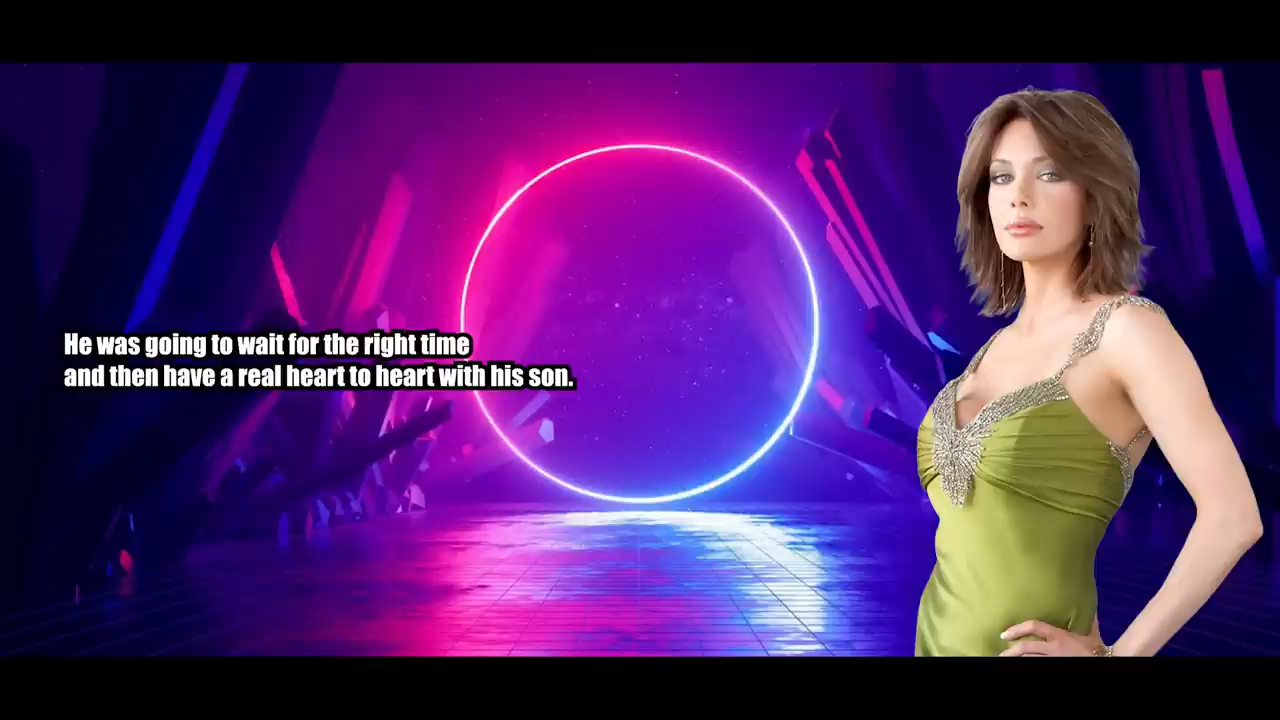 He was going to wait for the right time
and then have a real heart to heart with his son.